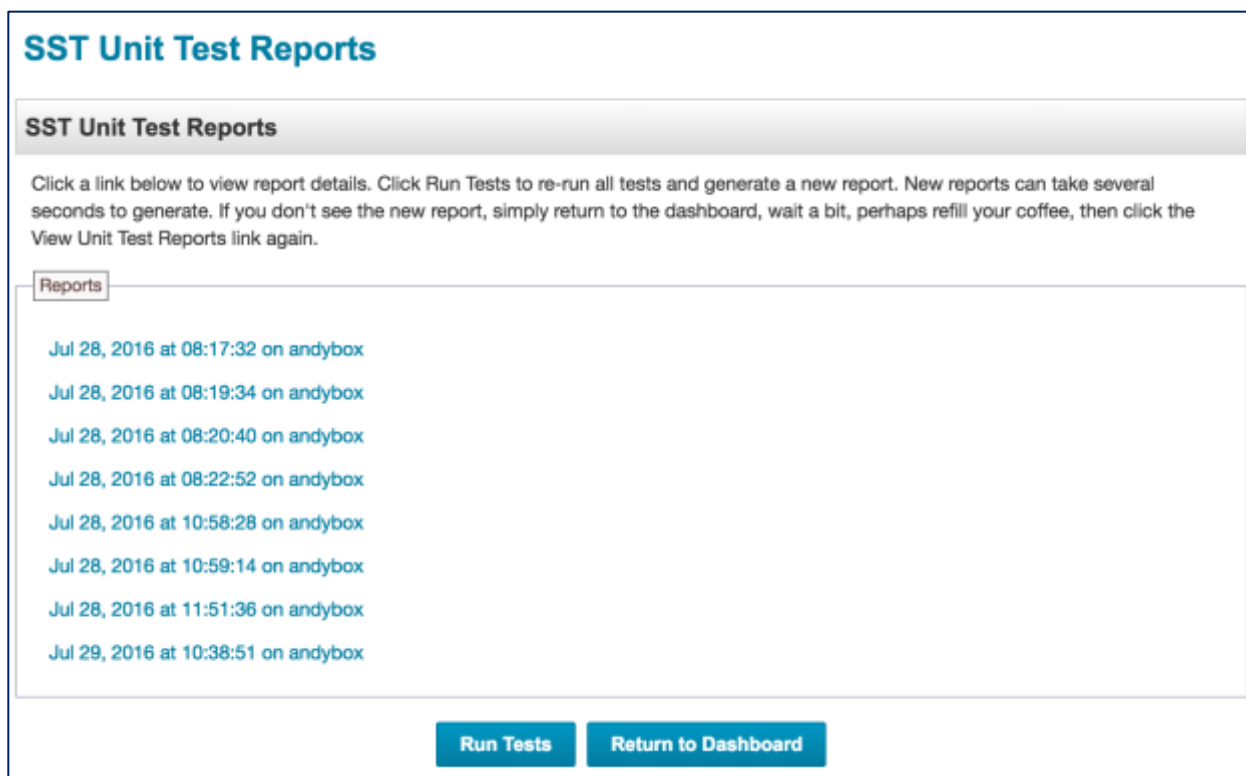 SST Unit Test Reports
SST Unit Test Reports
Click a link below to view report details. Click Run Tests to re-run all tests and generate a new report. New reports can take several
seconds to generate. If you don't see the new report, simply return to the dashboard, wait a bit, perhaps refill your coffee, then click the
View Unit Test Reports link again.
Reports
Jul 28, 2016 at 08:17:32 on andybox
Jul 28, 2016 at 08:19:34 on andybox
Jul 28, 2016 at 08:20:40 on andybox
Jul 28, 2016 at 08:22:52 on andybox
Jul 28, 2016 at 10:58:28 on andybox
Jul 28, 2016 at 10:59:14 on andybox
Jul 28, 2016 at 11:51:36 on andybox
Jul 29, 2016 at 10:38:51 on andybox
Run Tests Return to Dashboard